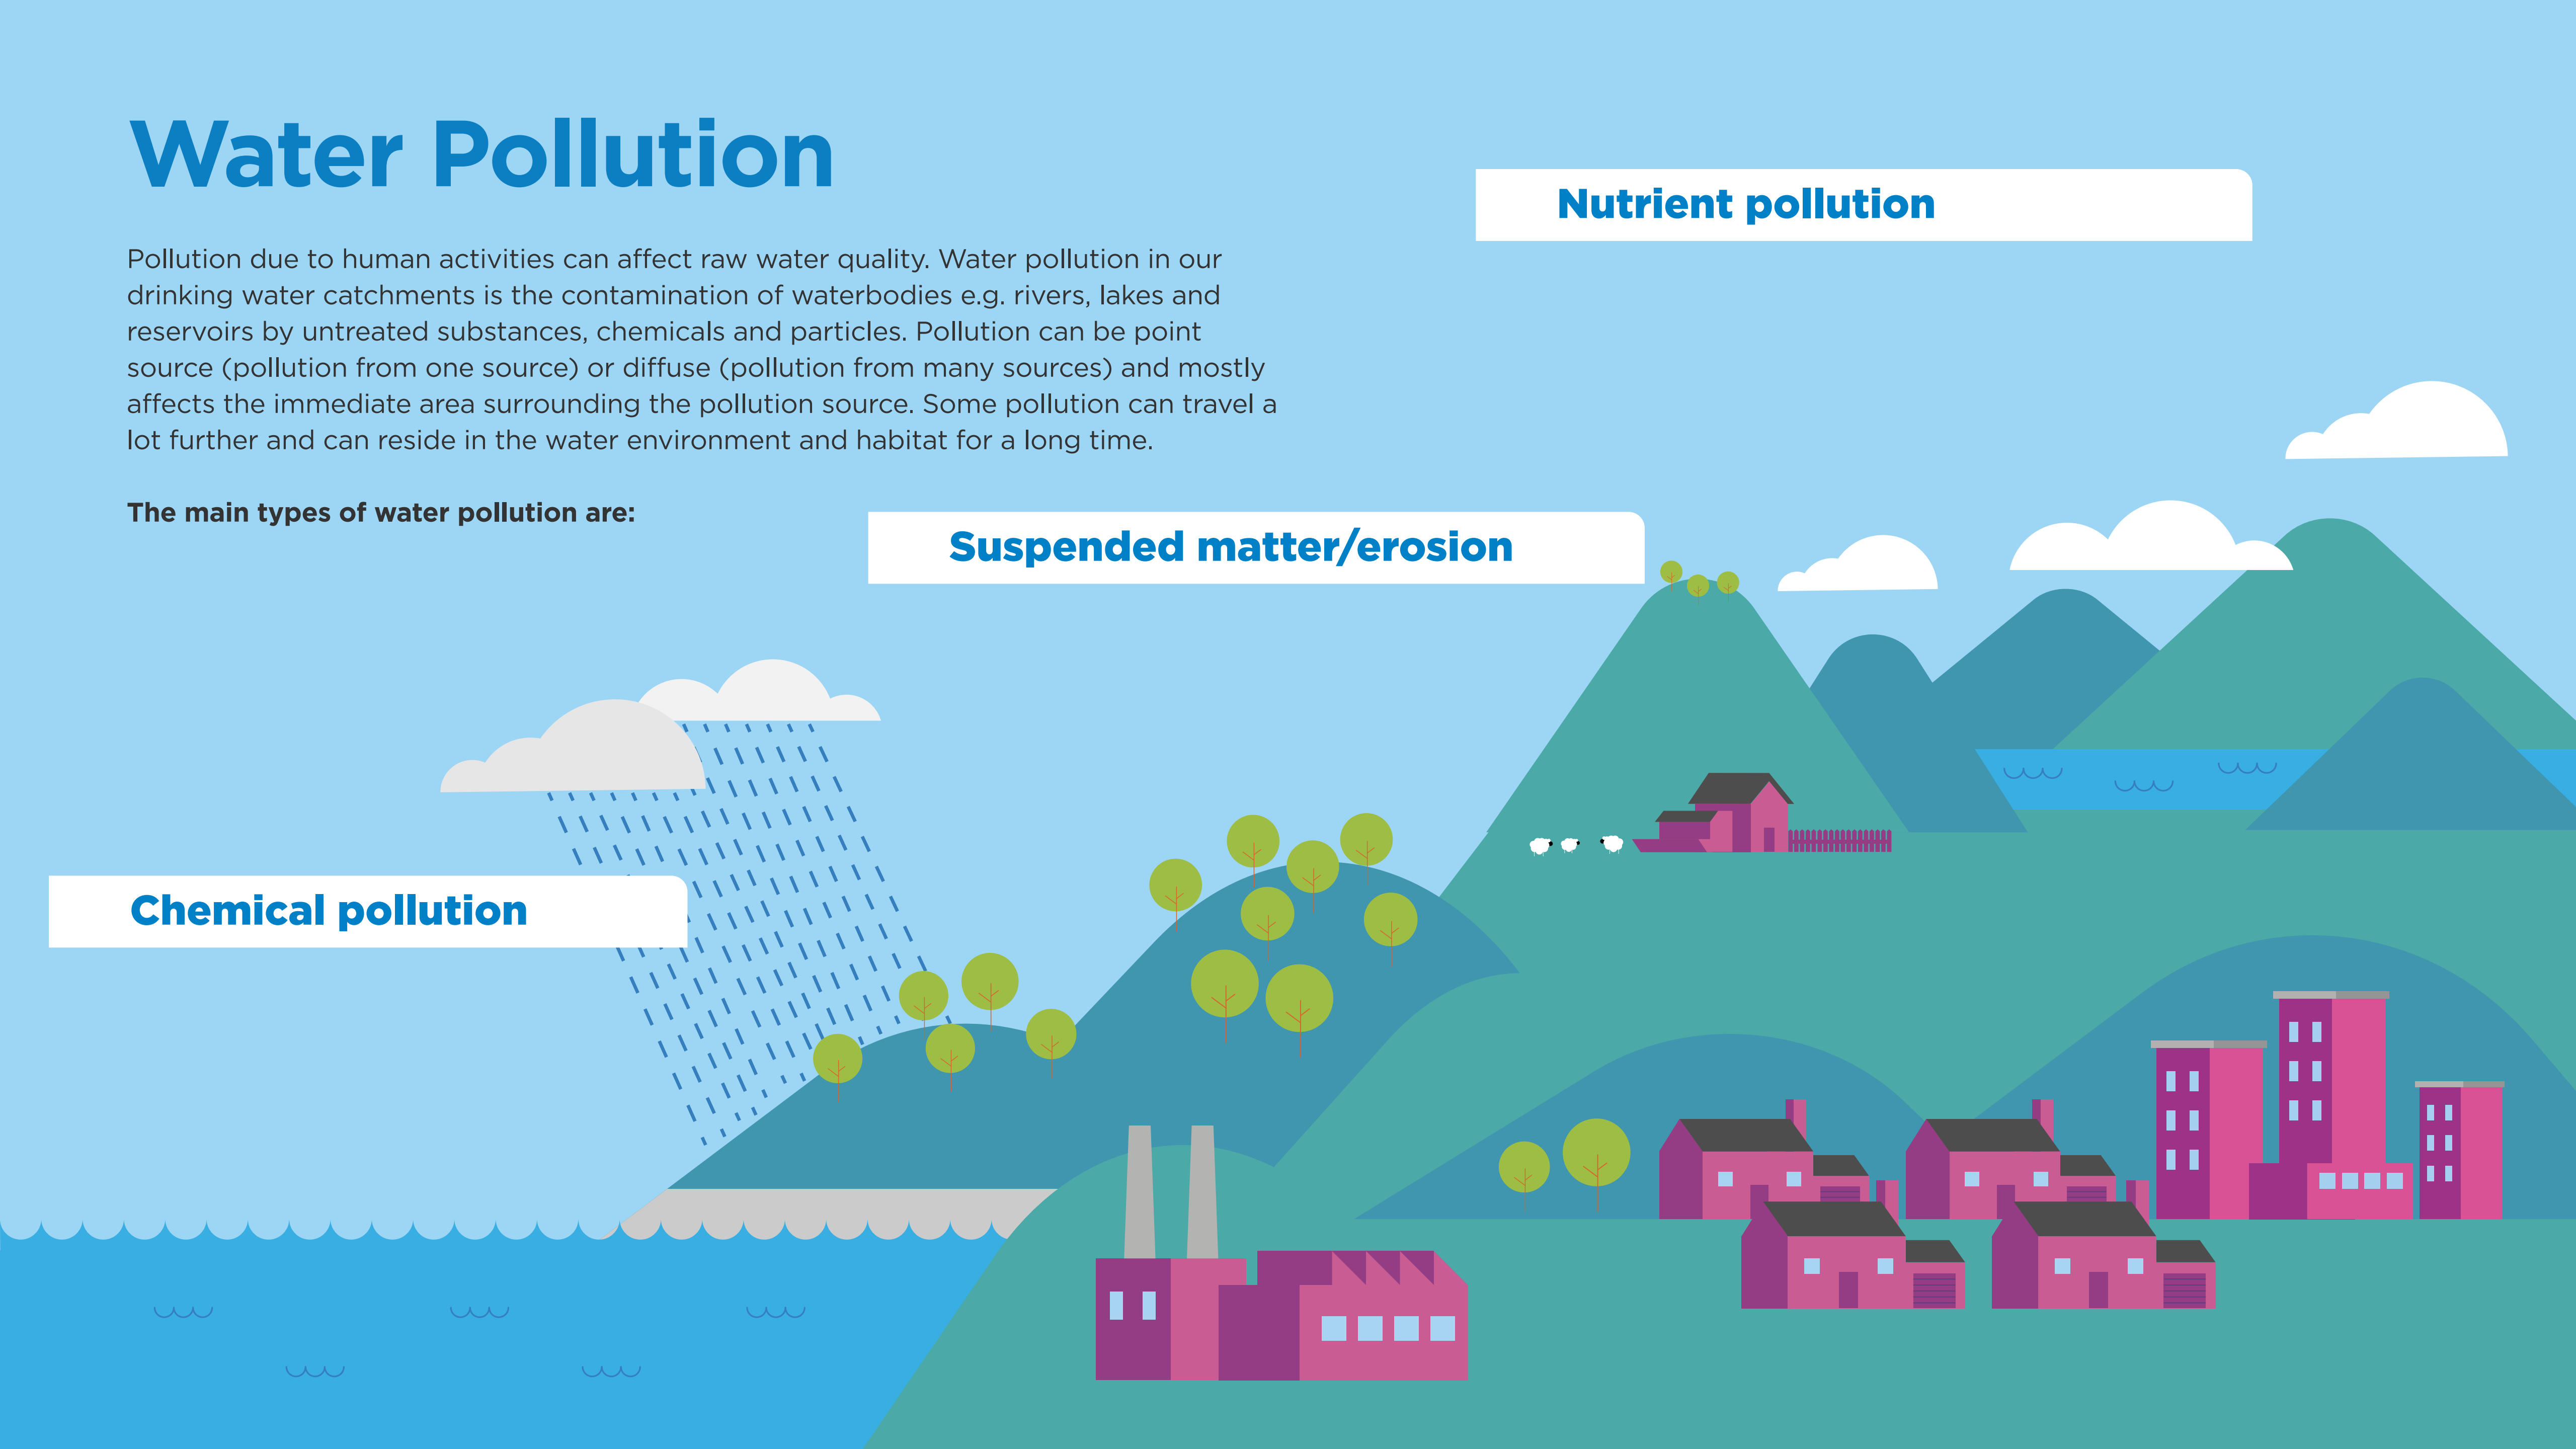 Water Pollution
Pollution due to human activities can affect raw water quality. Water pollution in our
drinking water catchments is the contamination of waterbodies e.g. rivers, lakes and
reservoirs by untreated substances, chemicals and particles. Pollution can be point
source (pollution from one source) or diffuse (pollution from many sources) and mostly
affects the immediate area surrounding the pollution source. Some pollution can travel a
lot further and can reside in the water environment and habitat for a long time.
The main types of water pollution are:
Nutrient pollution
Suspended matter/erosion
Chemical pollution